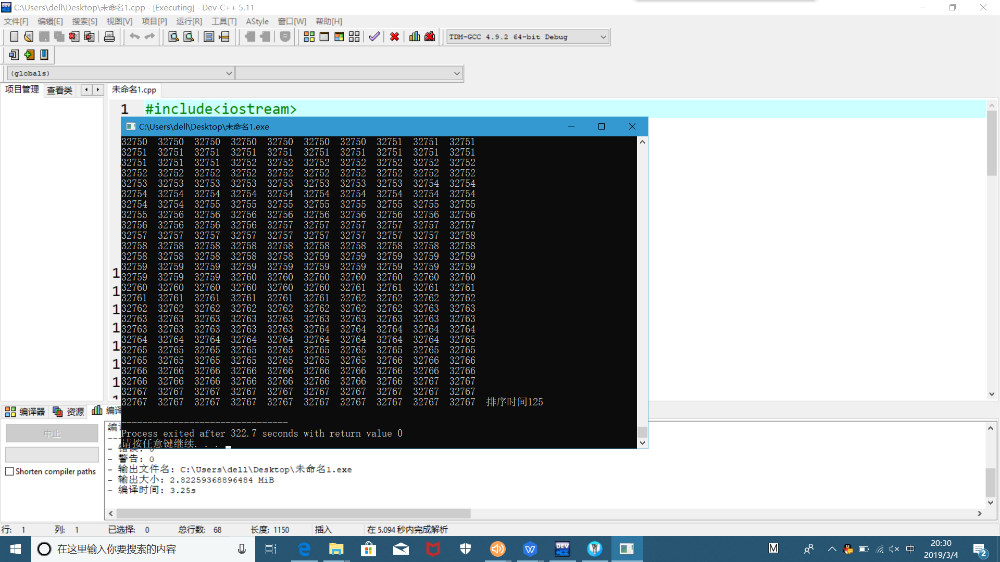 C:\Users\dell\Desktop\未命名1.cpp - [Executing] - Dev-C++ 5.11
文件[F] 编辑[E] 搜索[S] 视图[V] 项目[P] 运行[R] 工具[T] AStyle 窗口[W] 帮助[H]
TDM-GCC 4.9.2 64-bit Debug
(globals)
项目管理 查看类 未命名1.cpp
1 #include<iostream>
C:\Users\dell\Desktop\未命名1.exe
32750 32750 32750 32750 32750 32750 32750 32751 32751 32751
32751 32751 32751 32751 32751 32751 32751 32751 32751 32751
32751 32751 32751 32752 32752 32752 32752 32752 32752 32752
32752 32752 32752 32752 32752 32752 32752 32752 32752 32752
32753 32753 32753 32753 32753 32753 32753 32753 32754 32754
32754 32754 32754 32754 32754 32754 32754 32754 32754 32754
32754 32754 32755 32755 32755 32755 32755 32755 32755 32755
32755 32756 32756 32756 32756 32756 32756 32756 32756 32756
32756 32756 32756 32756 32757 32757 32757 32757 32757 32757
32757 32757 32757 32757 32757 32757 32757 32757 32757 32758
32758 32758 32758 32758 32758 32758 32758 32758 32758 32758
32758 32758 32758 32758 32758 32759 32759 32759 32759 32759
32759 32759 32759 32759 32759 32759 32759 32759 32759 32759
32759 32759 32759 32760 32760 32760 32760 32760 32760 32760
32760 32760 32760 32760 32760 32760 32761 32761 32761 32761
32761 32761 32761 32761 32761 32761 32762 32762 32762 32762
32762 32762 32762 32762 32762 32762 32762 32762 32763 32763
32763 32763 32763 32763 32763 32763 32763 32763 32763 32763
32763 32763 32763 32763 32763 32764 32764 32764 32764 32764
32764 32764 32764 32764 32764 32764 32764 32764 32764 32765
32765 32765 32765 32765 32765 32765 32765 32765 32765 32765
32765 32765 32765 32765 32765 32765 32765 32766 32766 32766
32766 32766 32766 32766 32766 32766 32766 32766 32766 32766
32766 32766 32766 32766 32766 32766 32766 32766 32767 32767
32767 32767 32767 32767 32767 32767 32767 32767 32767 32767
32767 32767 32767 32767 32767 32767 32767 32767 32767 32767 排序时间125
--------------------------------
Process exited after 322.7 seconds with return value 0
请按任意键继续. . .
编译器 资源 编译
中止
Shorten compiler paths
- 错误: 0
- 警告: 0
- 输出文件名: C:\Users\dell\Desktop\未命名1.exe
- 输出大小: 2.82259368896484 MiB
- 编译时间: 3.25s
行: 1 列: 1 已选择: 0 总行数: 68 长度: 1150 插入 在 5.094 秒内完成解析
在这里输入你要搜索的内容
DEV C++
M
中
20:30
2019/3/4
2